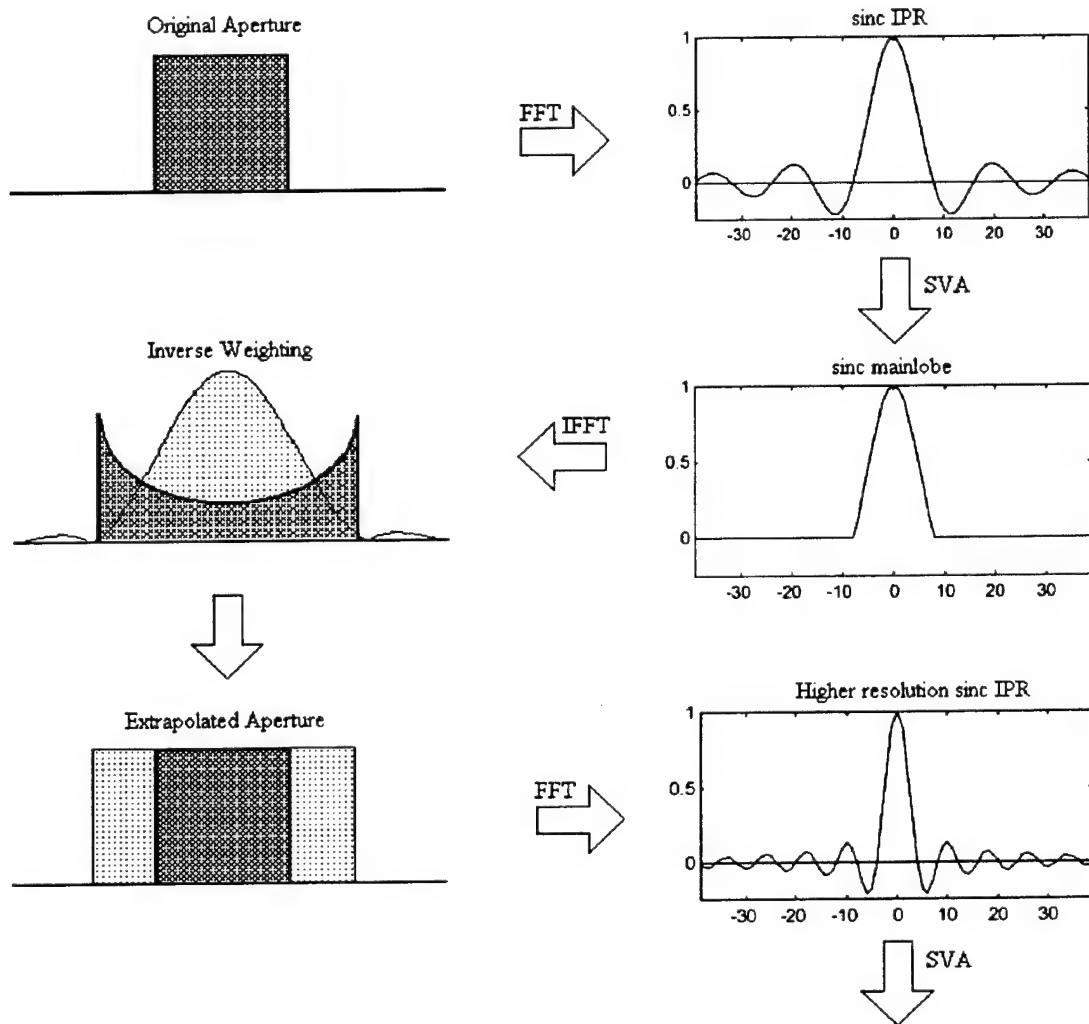 Original Aperture
FFT
sinc IPR
1
0.5
0
-30 -20 -10 0 10 20 30
SVA
Inverse Weighting
IFFT
sinc mainlobe
1
0.5
0
-30 -20 -10 0 10 20 30
Extrapolated Aperture
FFT
Higher resolution sinc IPR
1
0.5
0
-30 -20 -10 0 10 20 30
SVA